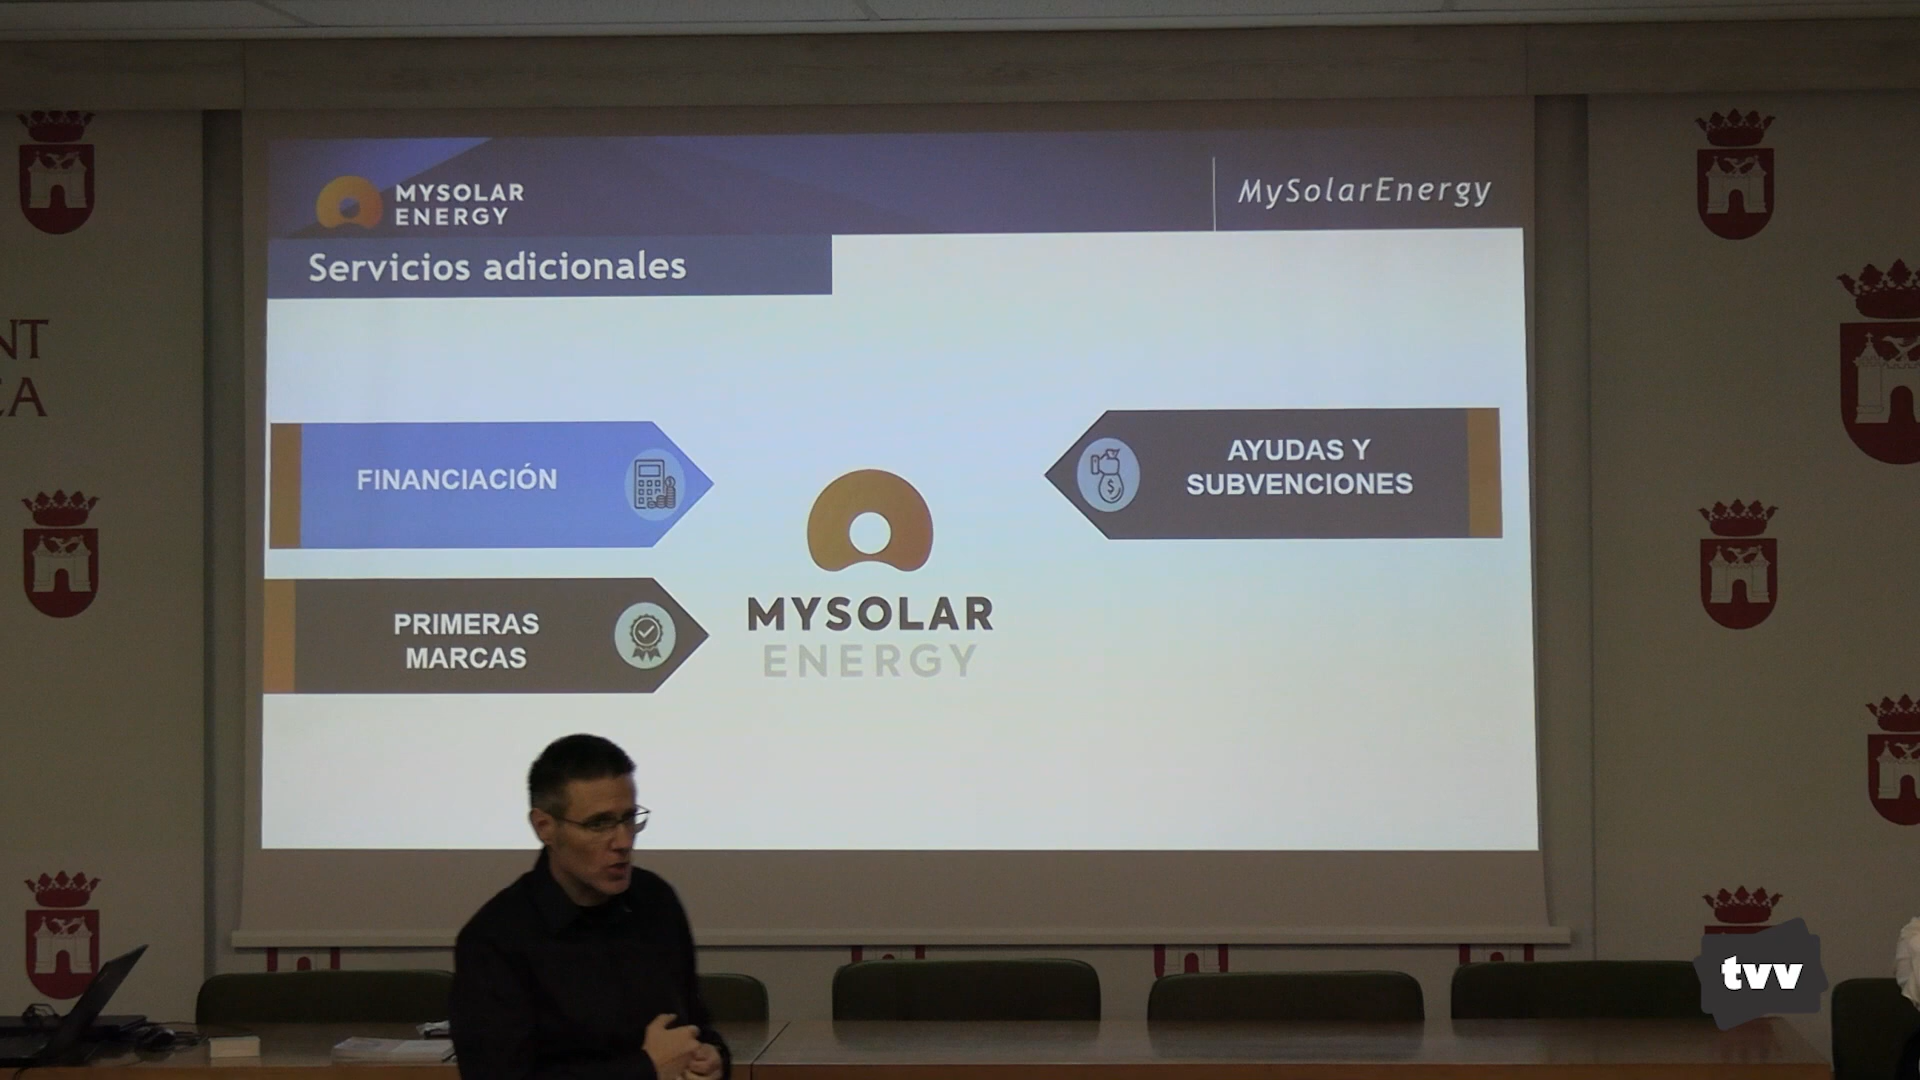 MYSOLAR
ENERGY
MySolarEnergy
Servicios adicionales
NT
CA
FINANCIACIÓN
AYUDAS Y
SUBVENCIONES
PRIMERAS
MARCAS
MYSOLAR
ENERGY
tvv